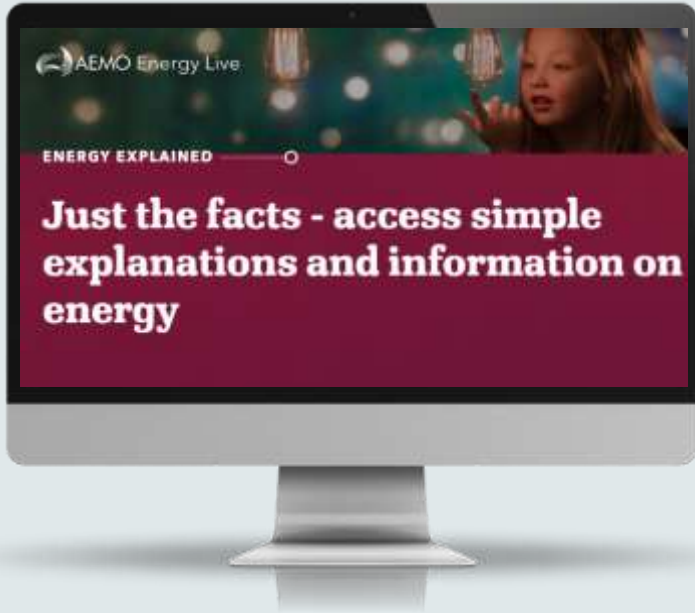 AEMO Energy Live
ENERGY EXPLAINED
Just the facts - access simple
explanations and information on
energy